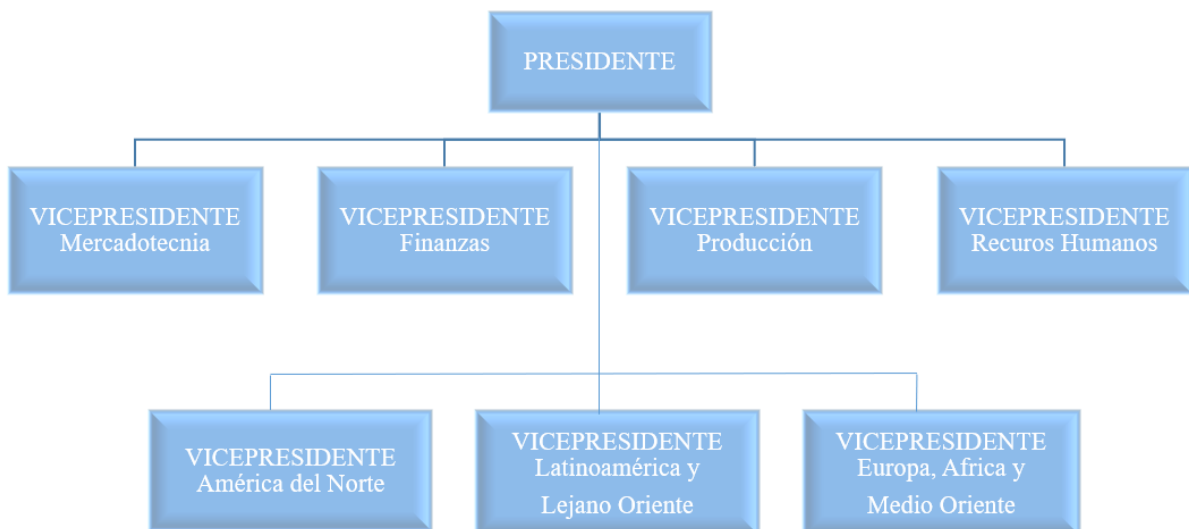 PRESIDENTE
VICEPRESIDENTE
Mercadotecnia
VICEPRESIDENTE
Finanzas
VICEPRESIDENTE
Producción
VICEPRESIDENTE
Recuros Humanos
VICEPRESIDENTE
América del Norte
VICEPRESIDENTE
Latinoamérica y
Lejano Oriente
VICEPRESIDENTE
Europa, Africa y
Medio Oriente